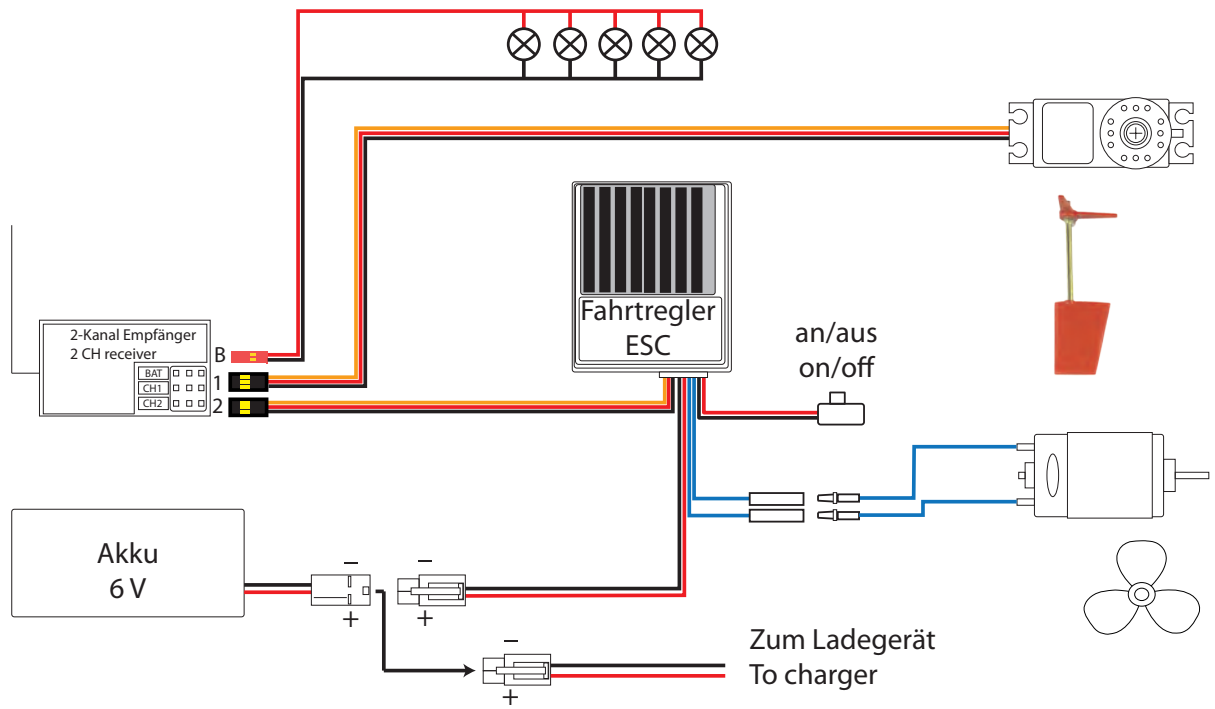 2-Kanal Empfänger
2 CH receiver
BAT
CH1
CH2
B
1
2
Fahrtregler
ESC
an/aus
on/off
Akku
6 V
–
+
–
+
–
+
Zum Ladegerät
To charger